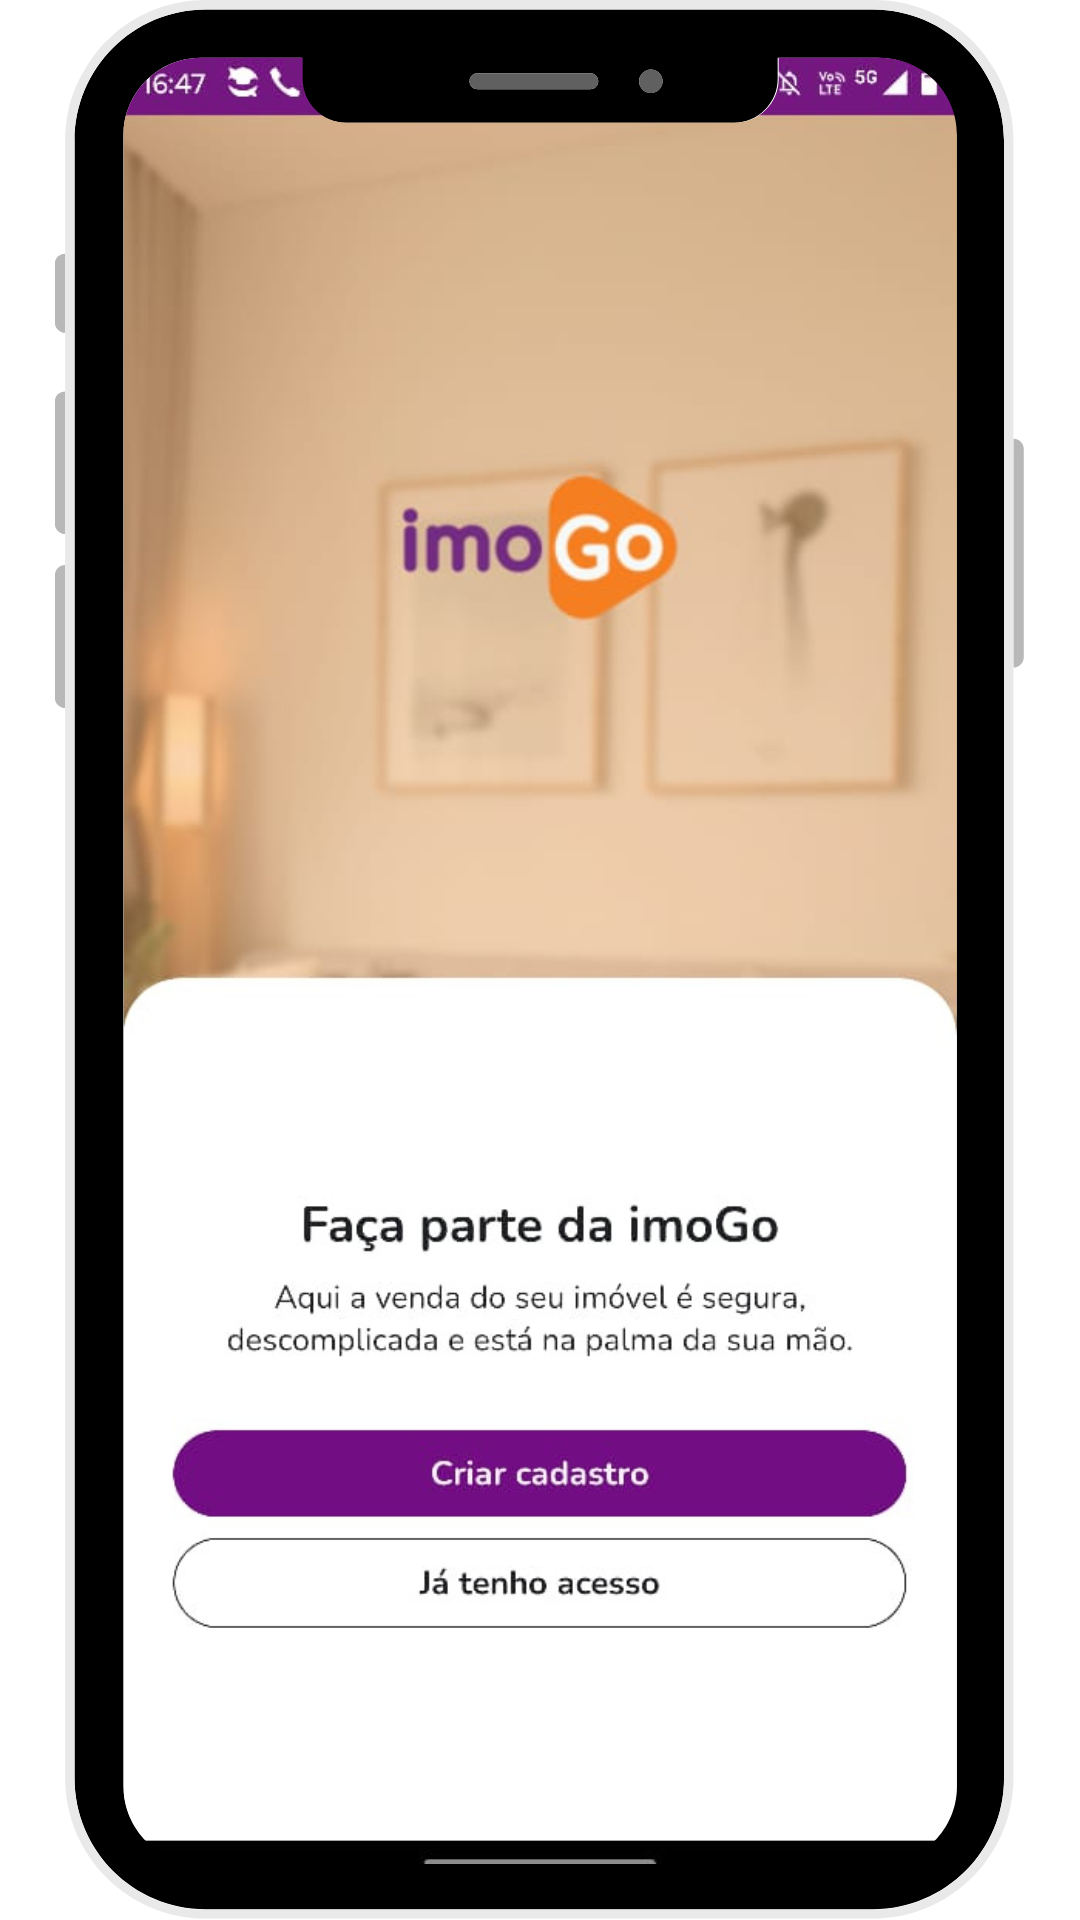 16:47
Vo
LTE
5G
imoGo
Faça parte da imoGo
Aqui a venda do seu imóvel é segura,
descomplicada e está na palma da sua mão.
Criar cadastro
Já tenho acesso